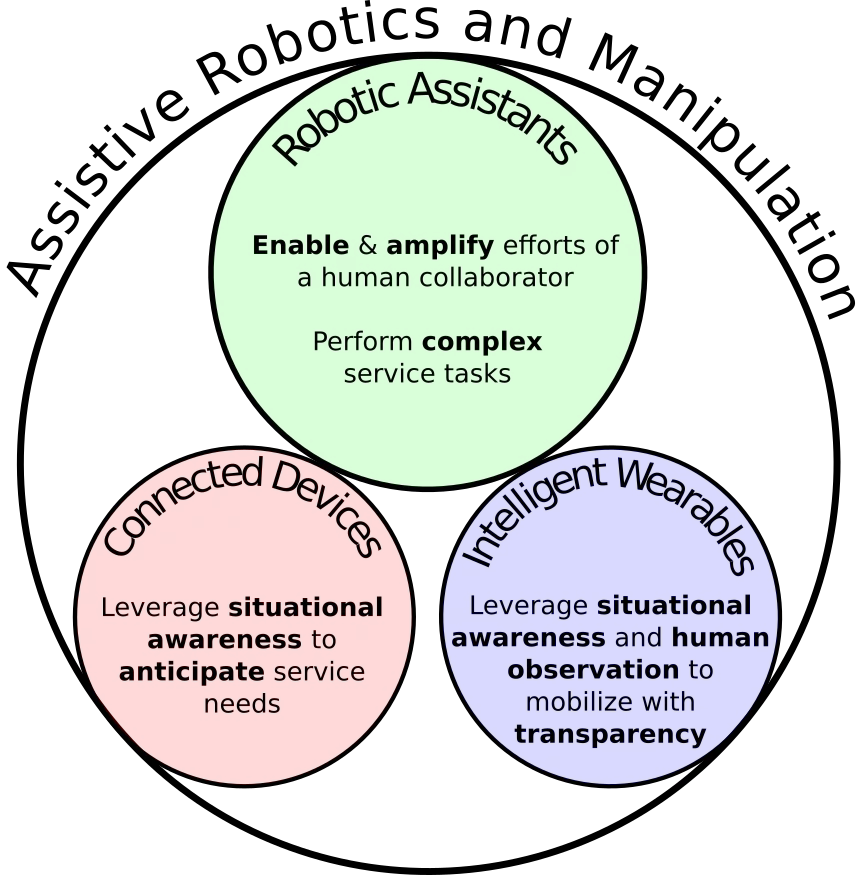 Assistive Robotics and Manipulation
Robotic Assistants
Enable & amplify efforts of
a human collaborator
Perform complex
service tasks
Connected Devices
Leverage situational
awareness to
anticipate service
needs
Intelligent Wearables
Leverage situational
awareness and human
observation to
mobilize with
transparency